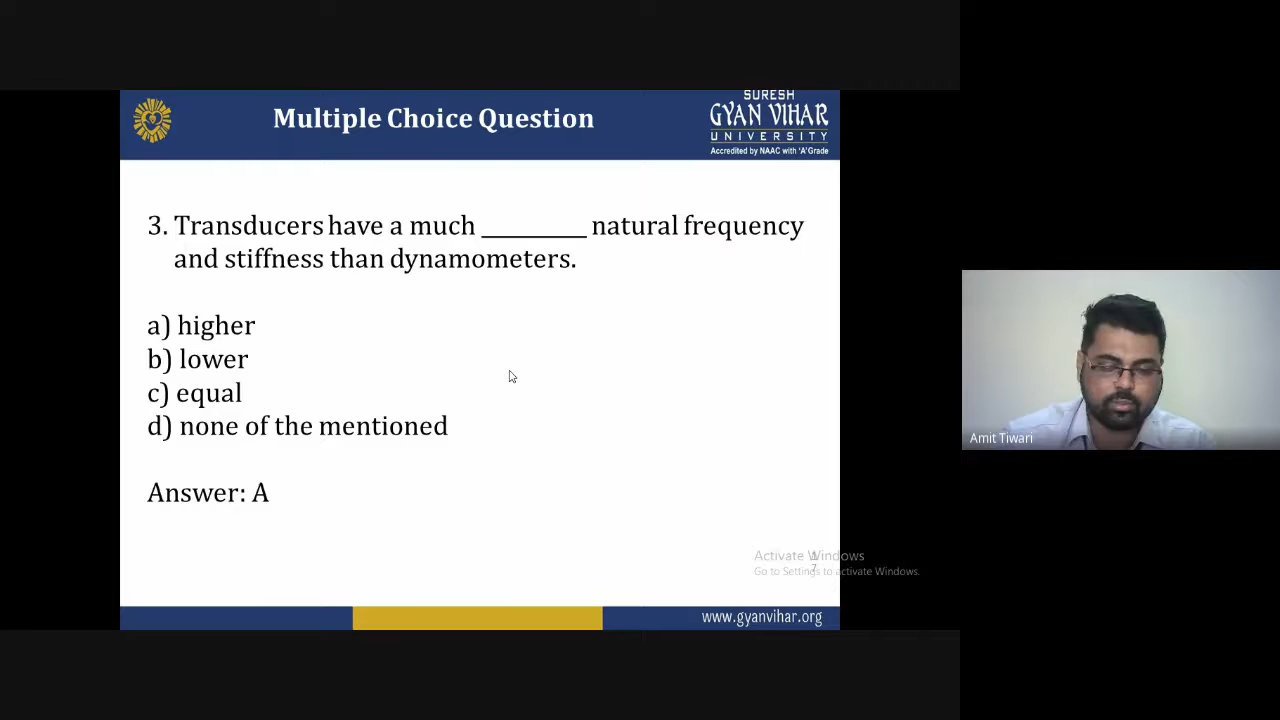 Multiple Choice Question
SURESH
GYAN VIHAR
UNIVERSITY
Accredited by NAAC with 'A' Grade
3. Transducers have a much _________ natural frequency
and stiffness than dynamometers.
a) higher
b) lower
c) equal
d) none of the mentioned
Answer: A
Amit Tiwari
Activate Windows
Go to Settings to activate Windows.
www.gyanvihar.org